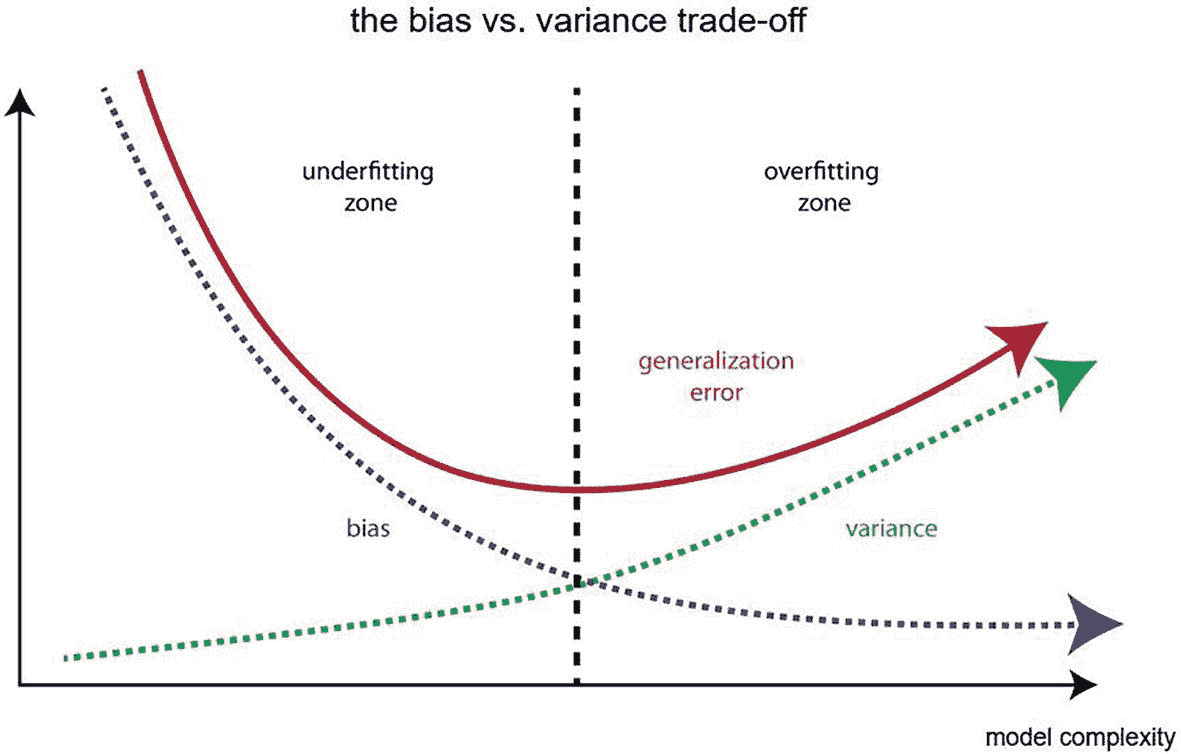 the bias vs. variance trade-off
underfitting
zone
overfitting
zone
generalization
error
bias
variance
model complexity